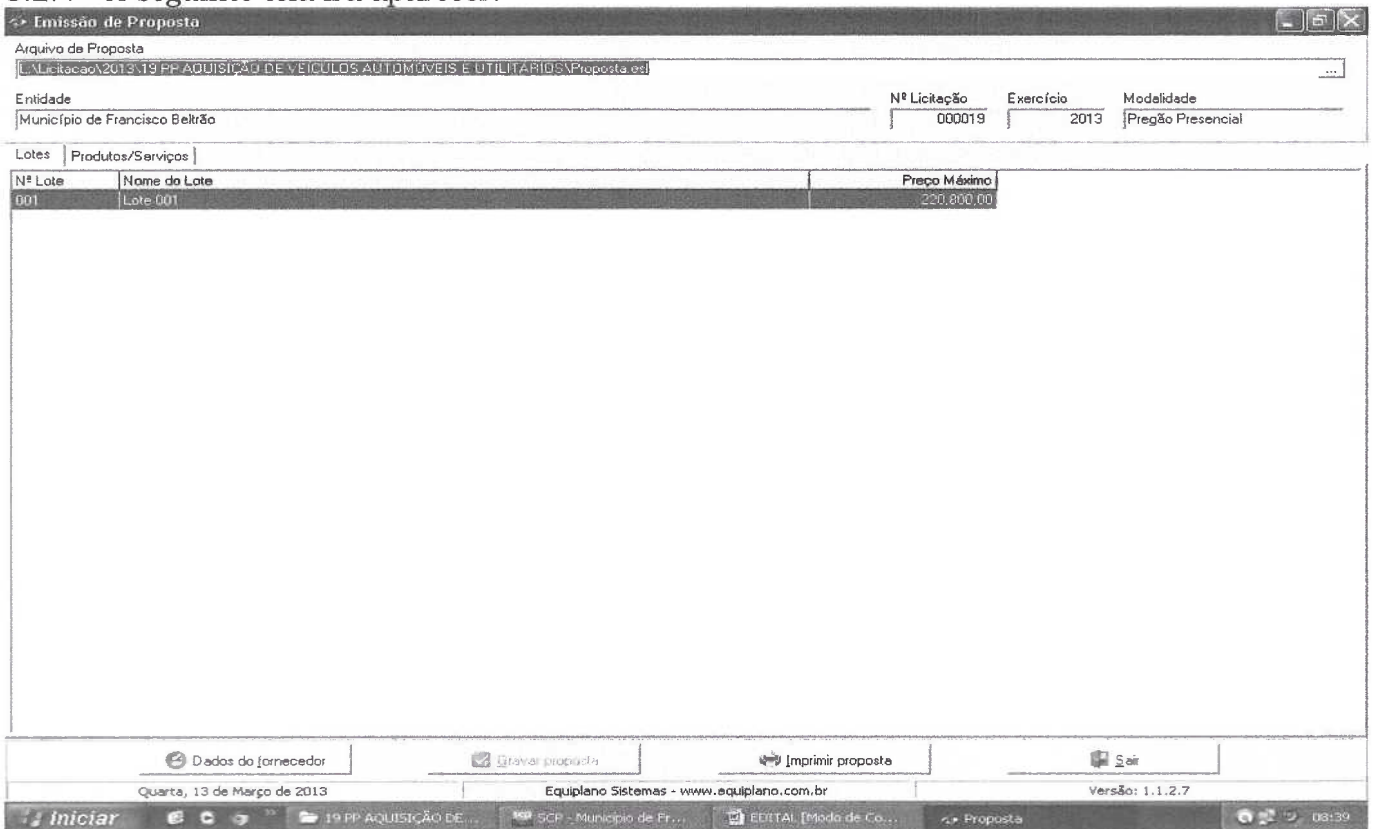 Emissão de Proposta
Arquivo de Proposta
L:\Licitacao\2013\19 PP AQUISIÇÃO DE VEICULOS AUTOMOVEIS E UTILITARIOS\Proposta.esl
...
Entidade Nº Licitação Exercício Modalidade
Município de Francisco Beltrão 000019 2013 Pregão Presencial
Lotes Produtos/Serviços
Nº Lote Nome do Lote Preço Máximo
001 Lote 001 220.800,00
Dados do fornecedor Gravar proposta Imprimir proposta Sair
Quarta, 13 de Março de 2013 Equiplano Sistemas - www.equiplano.com.br Versão: 1.1.2.7
Iniciar 19 PP AQUISIÇÃO DE... SCP - Município de Fr... EDITAL [Modo de Co... Proposta 08:39